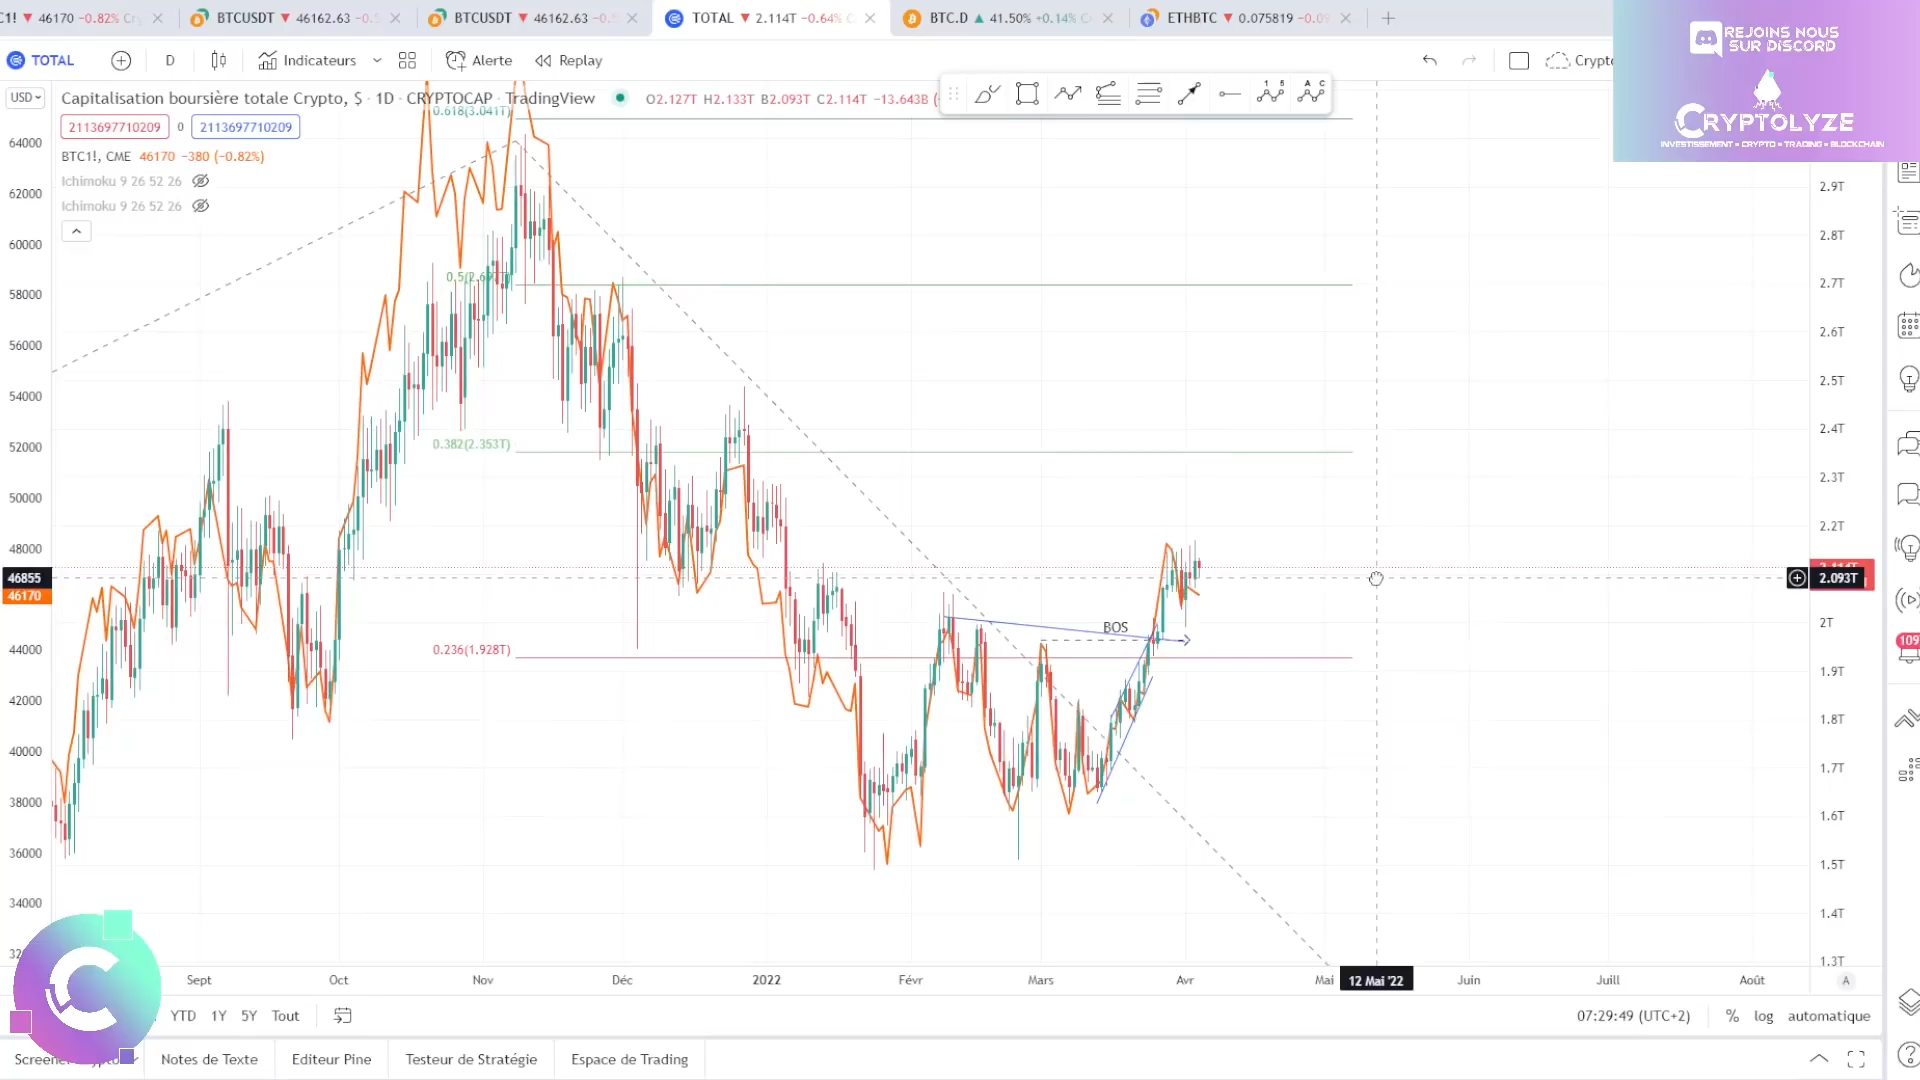 C1! ▼ 46170 −0.82% Cry
BTCUSDT ▼ 46162.63 −0.5
BTCUSDT ▼ 46162.63 −0.5
TOTAL ▼ 2.114T −0.64% C
BTC.D ▲ 41.50% +0.14% C
ETHBTC ▼ 0.075819 −0.09
REJOINS NOUS
SUR DISCORD
CRYPTOLYZE
INVESTISSEMENT • CRYPTO • TRADING • BLOCKCHAIN
TOTAL
D
Indicateurs
Alerte
Replay
Crypto
USD
Capitalisation boursière totale Crypto, $ · 1D · CRYPTOCAP · TradingView
O2.127T H2.133T B2.093T C2.114T −13.643B (
2113697710209 0 2113697710209
BTC1!, CME 46170 −380 (−0.82%)
Ichimoku 9 26 52 26
Ichimoku 9 26 52 26
1 5
A C
64000
62000
60000
58000
56000
54000
52000
50000
48000
46855
46170
44000
42000
40000
38000
36000
34000
0.618(3.041T)
0.382(2.353T)
0.236(1.928T)
BOS
2.9T
2.8T
2.7T
2.6T
2.5T
2.4T
2.3T
2.2T
2.114T
2.093T
2T
1.9T
1.8T
1.7T
1.6T
1.5T
1.4T
1.3T
109
Sept
Oct
Nov
Déc
2022
Févr
Mars
Avr
Mai
12 Mai '22
Juin
Juill
Août
A
YTD 1Y 5Y Tout
07:29:49 (UTC+2)
% log automatique
Notes de Texte
Editeur Pine
Testeur de Stratégie
Espace de Trading